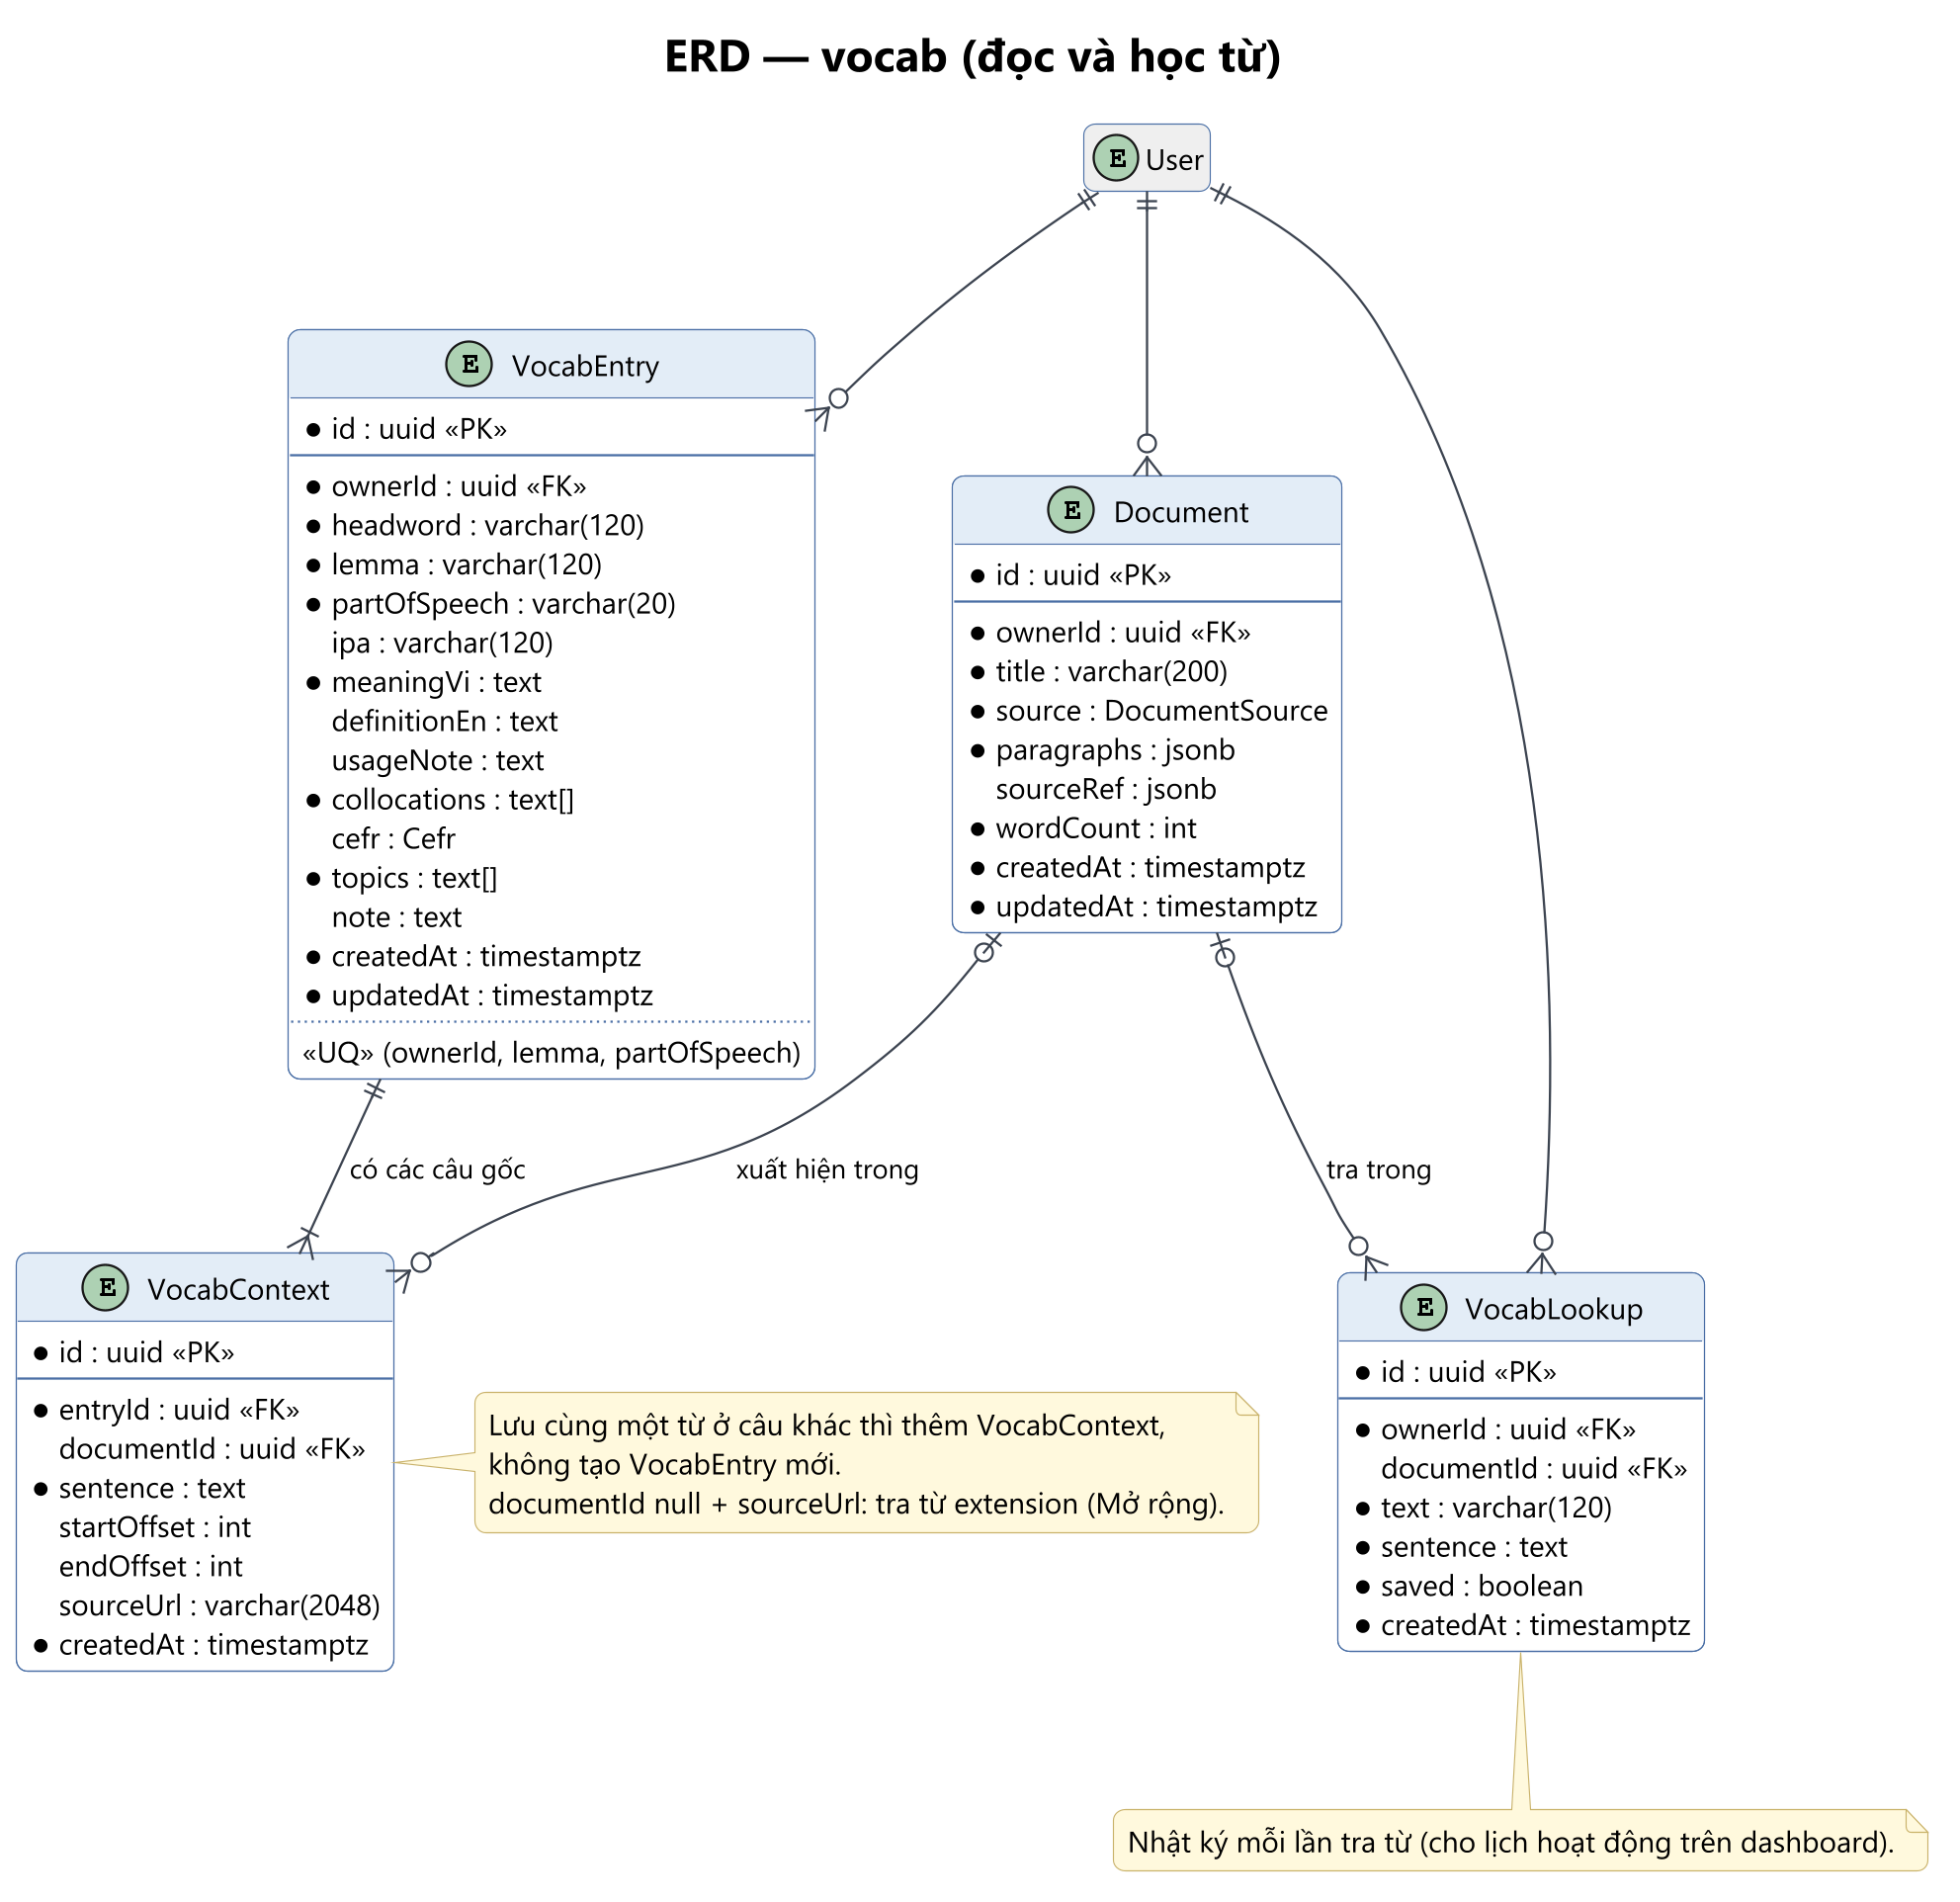 ERD — vocab (đọc và học từ)
E User
E VocabEntry
id : uuid «PK»
ownerId : uuid «FK»
headword : varchar(120)
lemma : varchar(120)
partOfSpeech : varchar(20)
ipa : varchar(120)
meaningVi : text
definitionEn : text
usageNote : text
collocations : text[]
cefr : Cefr
topics : text[]
note : text
createdAt : timestamptz
updatedAt : timestamptz
«UQ» (ownerId, lemma, partOfSpeech)
E Document
id : uuid «PK»
ownerId : uuid «FK»
title : varchar(200)
source : DocumentSource
paragraphs : jsonb
sourceRef : jsonb
wordCount : int
createdAt : timestamptz
updatedAt : timestamptz
có các câu gốc
xuất hiện trong
tra trong
E VocabContext
id : uuid «PK»
entryId : uuid «FK»
documentId : uuid «FK»
sentence : text
startOffset : int
endOffset : int
sourceUrl : varchar(2048)
createdAt : timestamptz
Lưu cùng một từ ở câu khác thì thêm VocabContext,
không tạo VocabEntry mới.
documentId null + sourceUrl: tra từ extension (Mở rộng).
E VocabLookup
id : uuid «PK»
ownerId : uuid «FK»
documentId : uuid «FK»
text : varchar(120)
sentence : text
saved : boolean
createdAt : timestamptz
Nhật ký mỗi lần tra từ (cho lịch hoạt động trên dashboard).